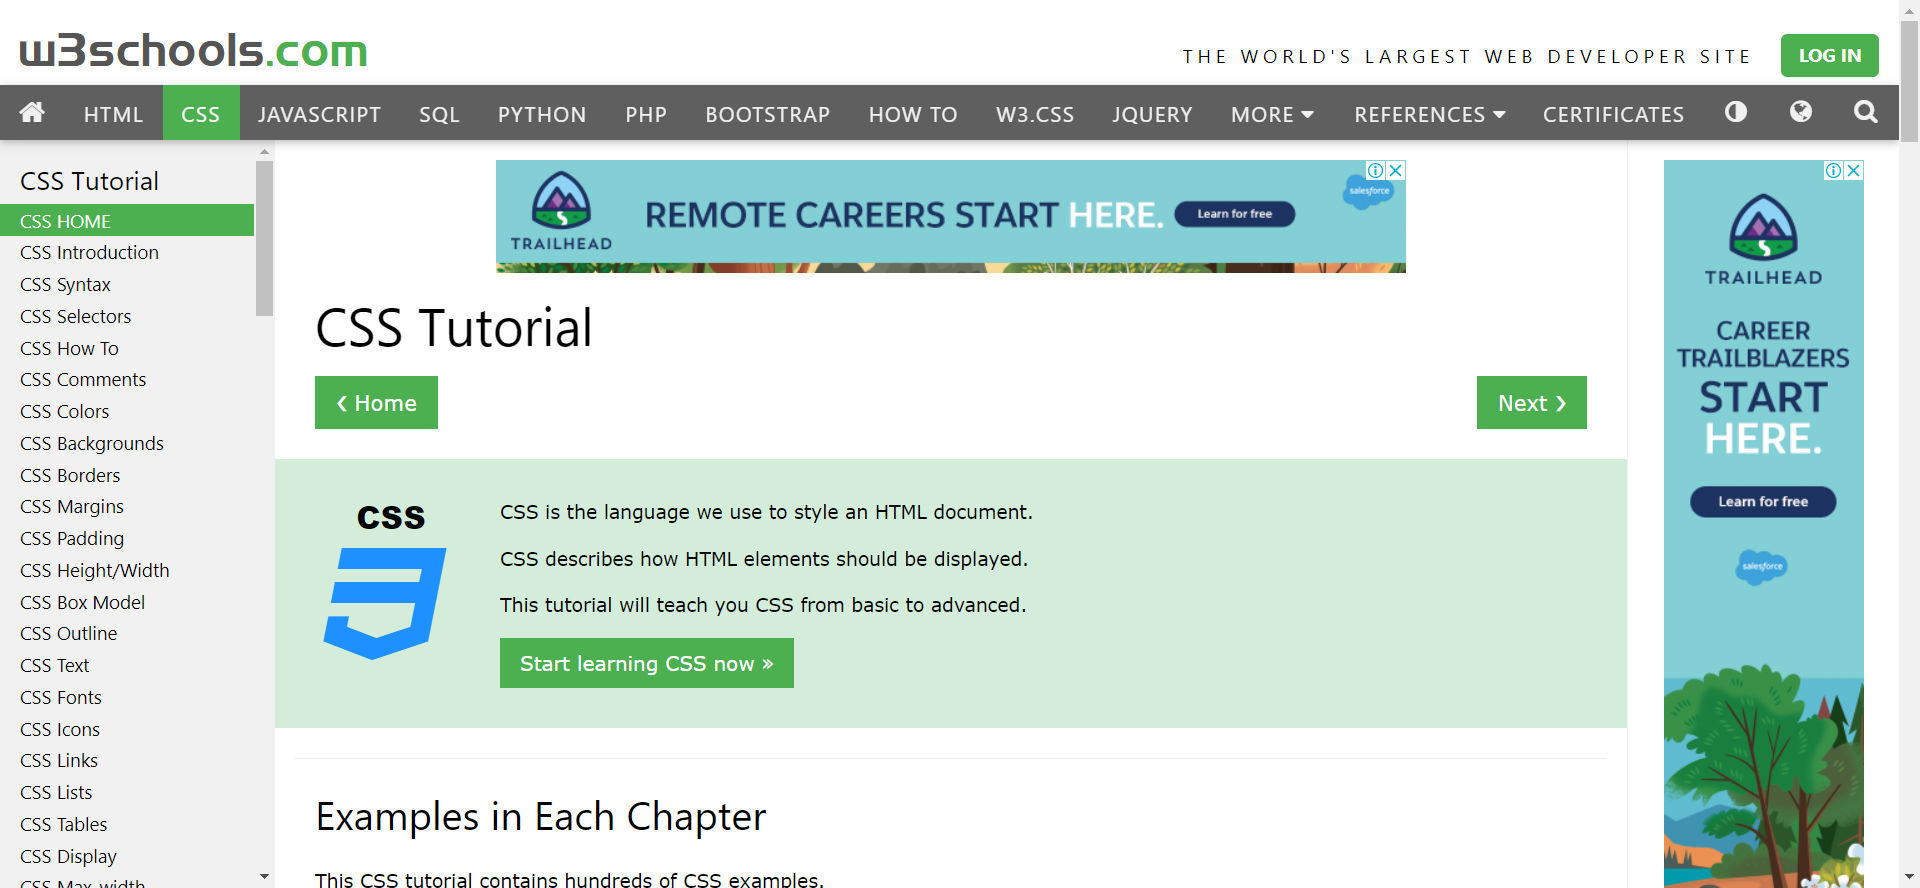 w3schools.com
THE WORLD'S LARGEST WEB DEVELOPER SITE
LOG IN
HTML
CSS
JAVASCRIPT
SQL
PYTHON
PHP
BOOTSTRAP
HOW TO
W3.CSS
JQUERY
MORE
REFERENCES
CERTIFICATES
CSS Tutorial
CSS HOME
CSS Introduction
CSS Syntax
CSS Selectors
CSS How To
CSS Comments
CSS Colors
CSS Backgrounds
CSS Borders
CSS Margins
CSS Padding
CSS Height/Width
CSS Box Model
CSS Outline
CSS Text
CSS Fonts
CSS Icons
CSS Links
CSS Lists
CSS Tables
CSS Display
CSS Max-width
TRAILHEAD
REMOTE CAREERS START HERE.
Learn for free
salesforce
CSS Tutorial
❮ Home
Next ❯
CSS
CSS is the language we use to style an HTML document.
CSS describes how HTML elements should be displayed.
This tutorial will teach you CSS from basic to advanced.
Start learning CSS now »
Examples in Each Chapter
This CSS tutorial contains hundreds of CSS examples.
TRAILHEAD
CAREER
TRAILBLAZERS
START
HERE.
Learn for free
salesforce